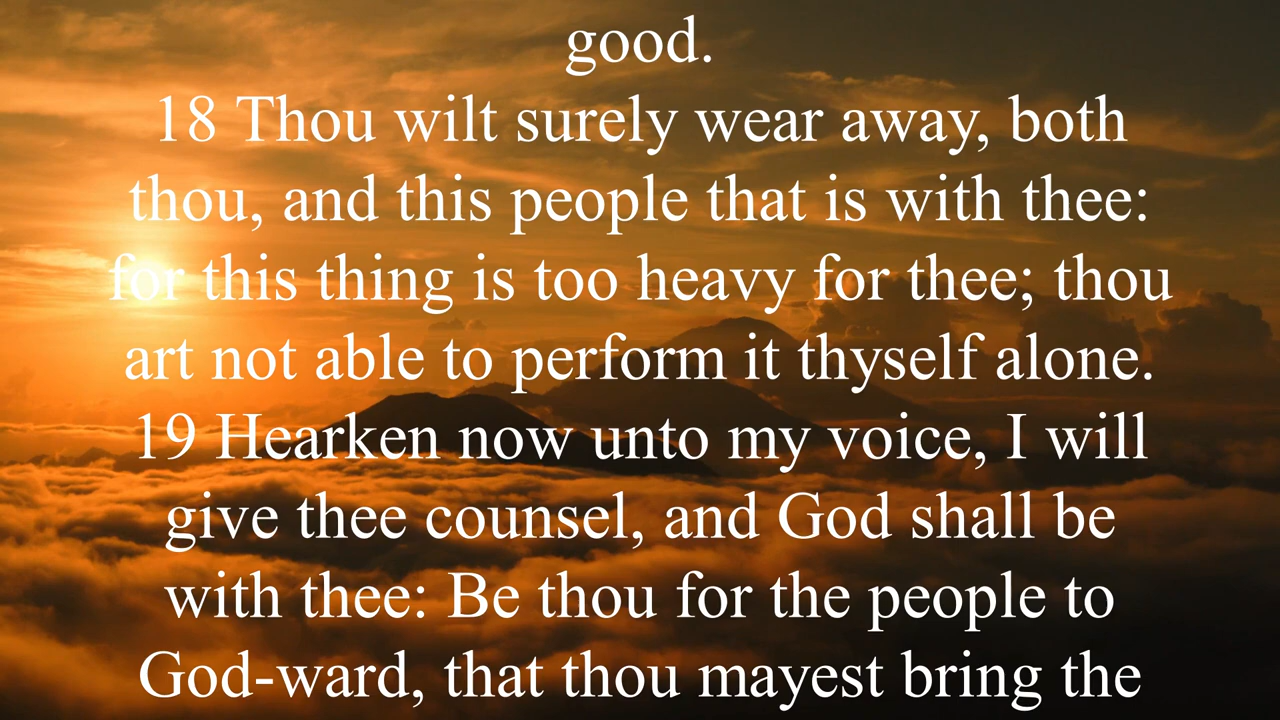 good.
18 Thou wilt surely wear away, both
thou, and this people that is with thee:
for this thing is too heavy for thee; thou
art not able to perform it thyself alone.
19 Hearken now unto my voice, I will
give thee counsel, and God shall be
with thee: Be thou for the people to
God-ward, that thou mayest bring the